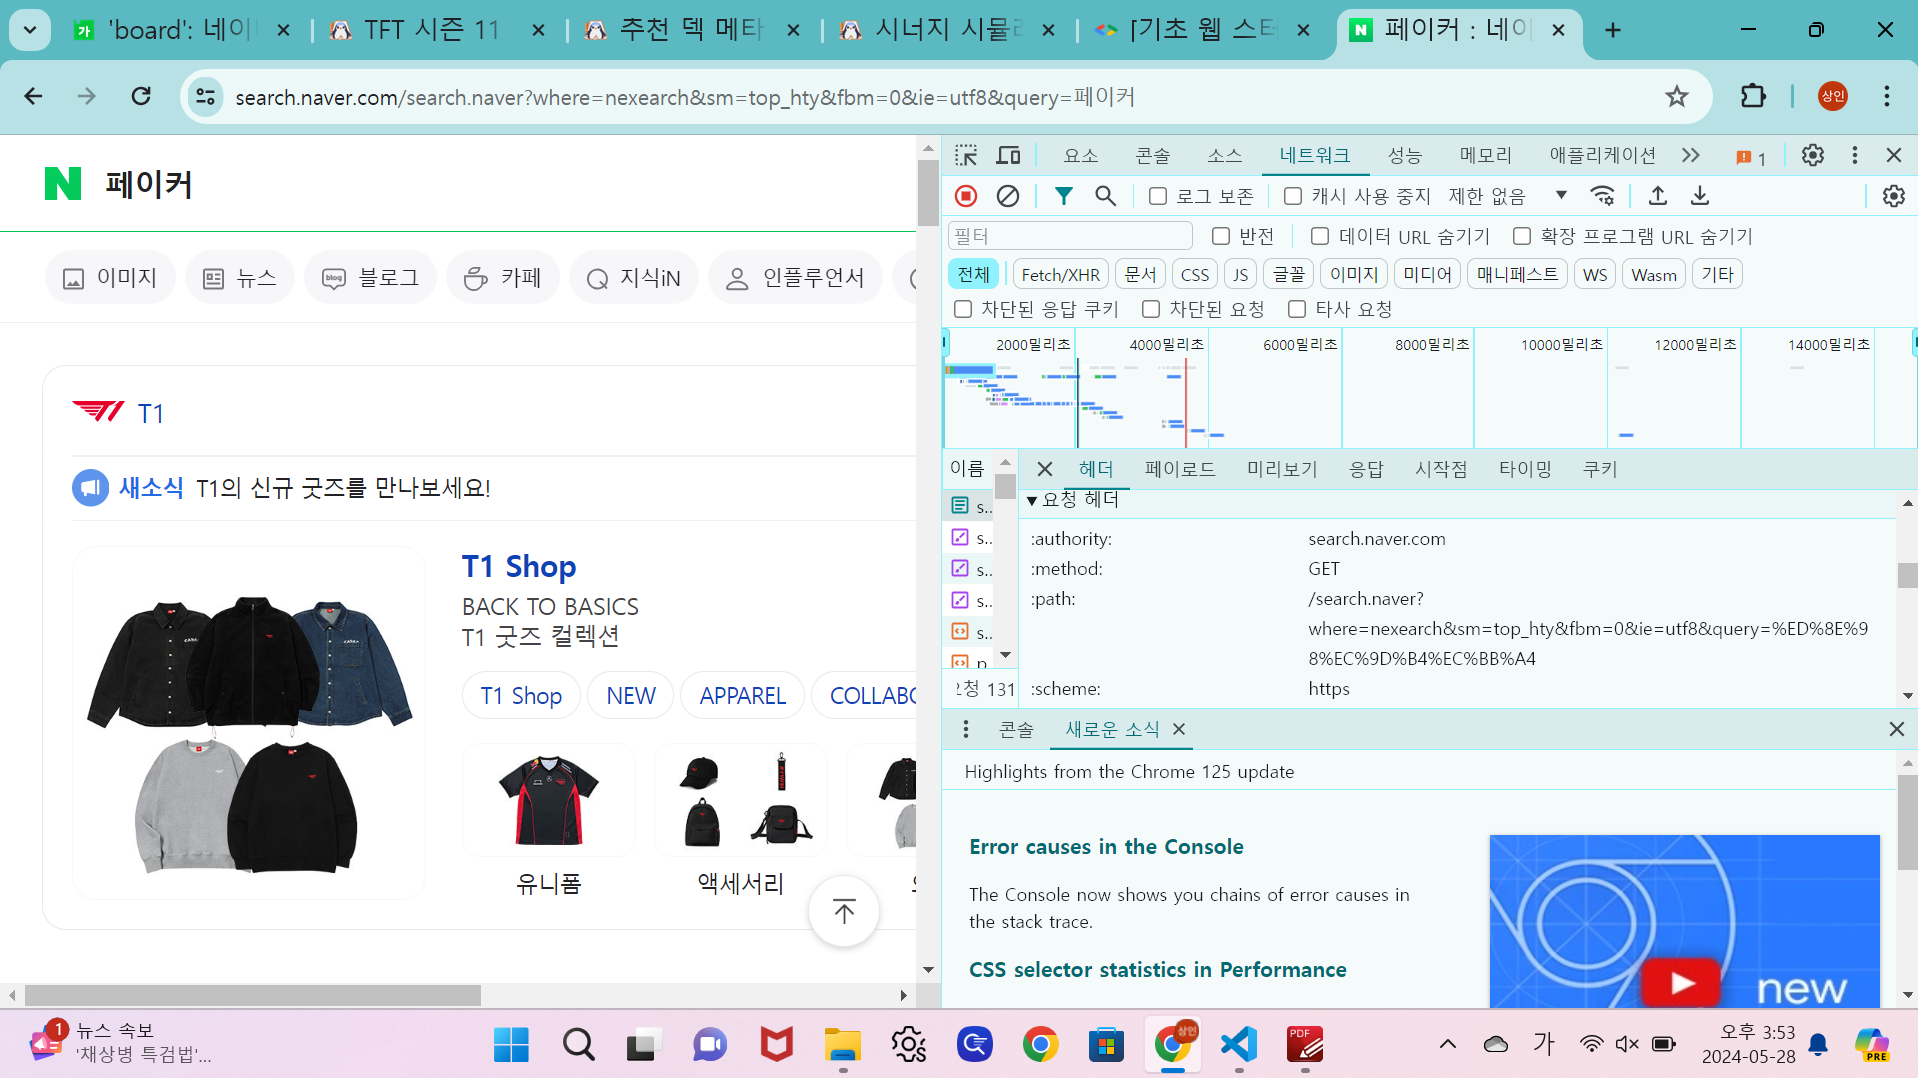 'board': 네이
TFT 시즌 11
추천 덱 메타
시너지 시뮬
[기초 웹 스
페이커 : 네이
search.naver.com/search.naver?where=nexearch&sm=top_hty&fbm=0&ie=utf8&query=페이커
상인
N 페이커
이미지
뉴스
blog 블로그
카페
지식iN
인플루언서
T1
새소식 T1의 신규 굿즈를 만나보세요!
T1 Shop
BACK TO BASICS
T1 굿즈 컬렉션
T1 Shop
NEW
APPAREL
COLLABO
유니폼
액세서리
요소
콘솔
소스
네트워크
성능
메모리
애플리케이션
1
로그 보존
캐시 사용 중지
제한 없음
필터
반전
데이터 URL 숨기기
확장 프로그램 URL 숨기기
전체
Fetch/XHR
문서
CSS
JS
글꼴
이미지
미디어
매니페스트
WS
Wasm
기타
차단된 응답 쿠키
차단된 요청
타사 요청
2000밀리초
4000밀리초
6000밀리초
8000밀리초
10000밀리초
12000밀리초
14000밀리초
이름
s..
s..
s..
s..
s..
p
요청 131
헤더
페이로드
미리보기
응답
시작점
타이밍
쿠키
▼요청 헤더
:authority: search.naver.com
:method: GET
:path: /search.naver?
where=nexearch&sm=top_hty&fbm=0&ie=utf8&query=%ED%8E%9
8%EC%9D%B4%EC%BB%A4
:scheme: https
콘솔
새로운 소식
Highlights from the Chrome 125 update
Error causes in the Console
The Console now shows you chains of error causes in
the stack trace.
CSS selector statistics in Performance
new
1
뉴스 속보
'채상병 특검법'...
상인
PDF
가
오후 3:53
2024-05-28
PRE